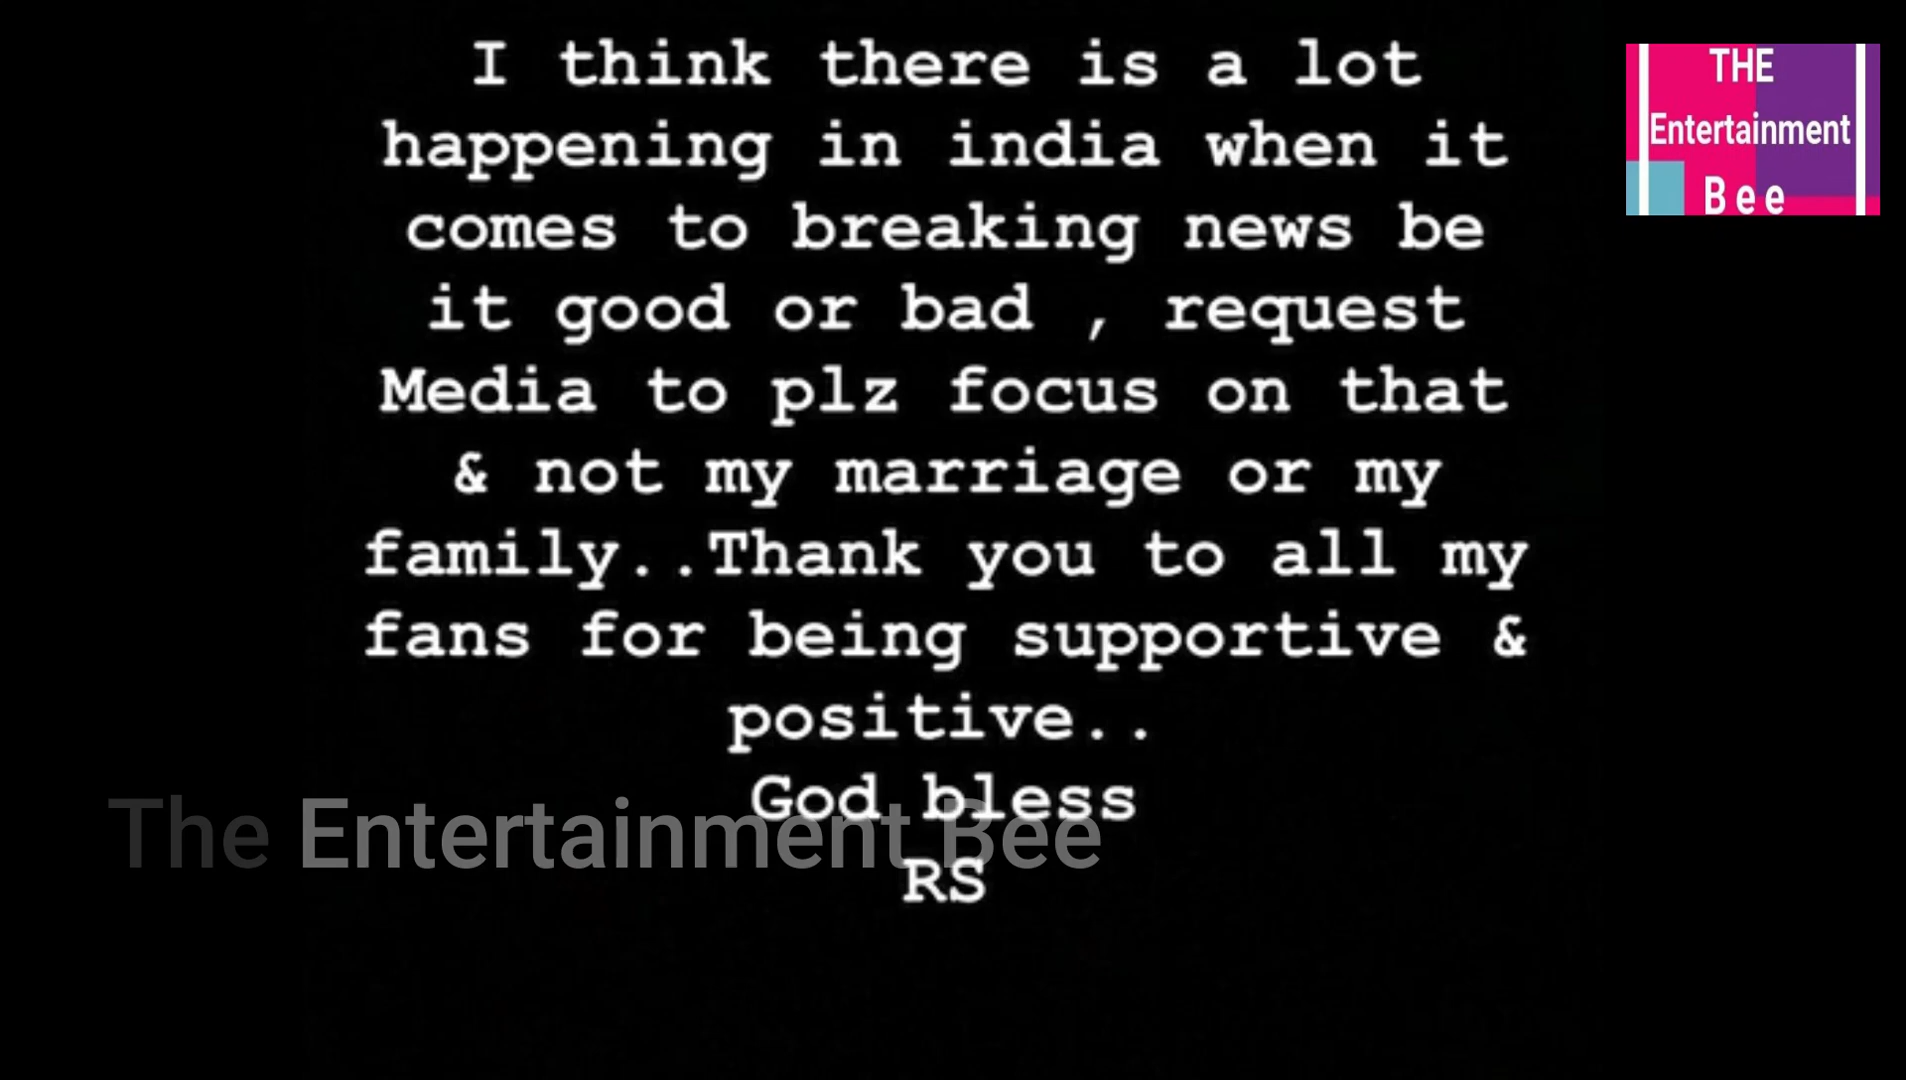 I think there is a lot
happening in india when it
comes to breaking news be
it good or bad , request
Media to plz focus on that
& not my marriage or my
family..Thank you to all my
fans for being supportive &
positive..
God bless
RS
THE
Entertainment
Bee
The Entertainment Bee